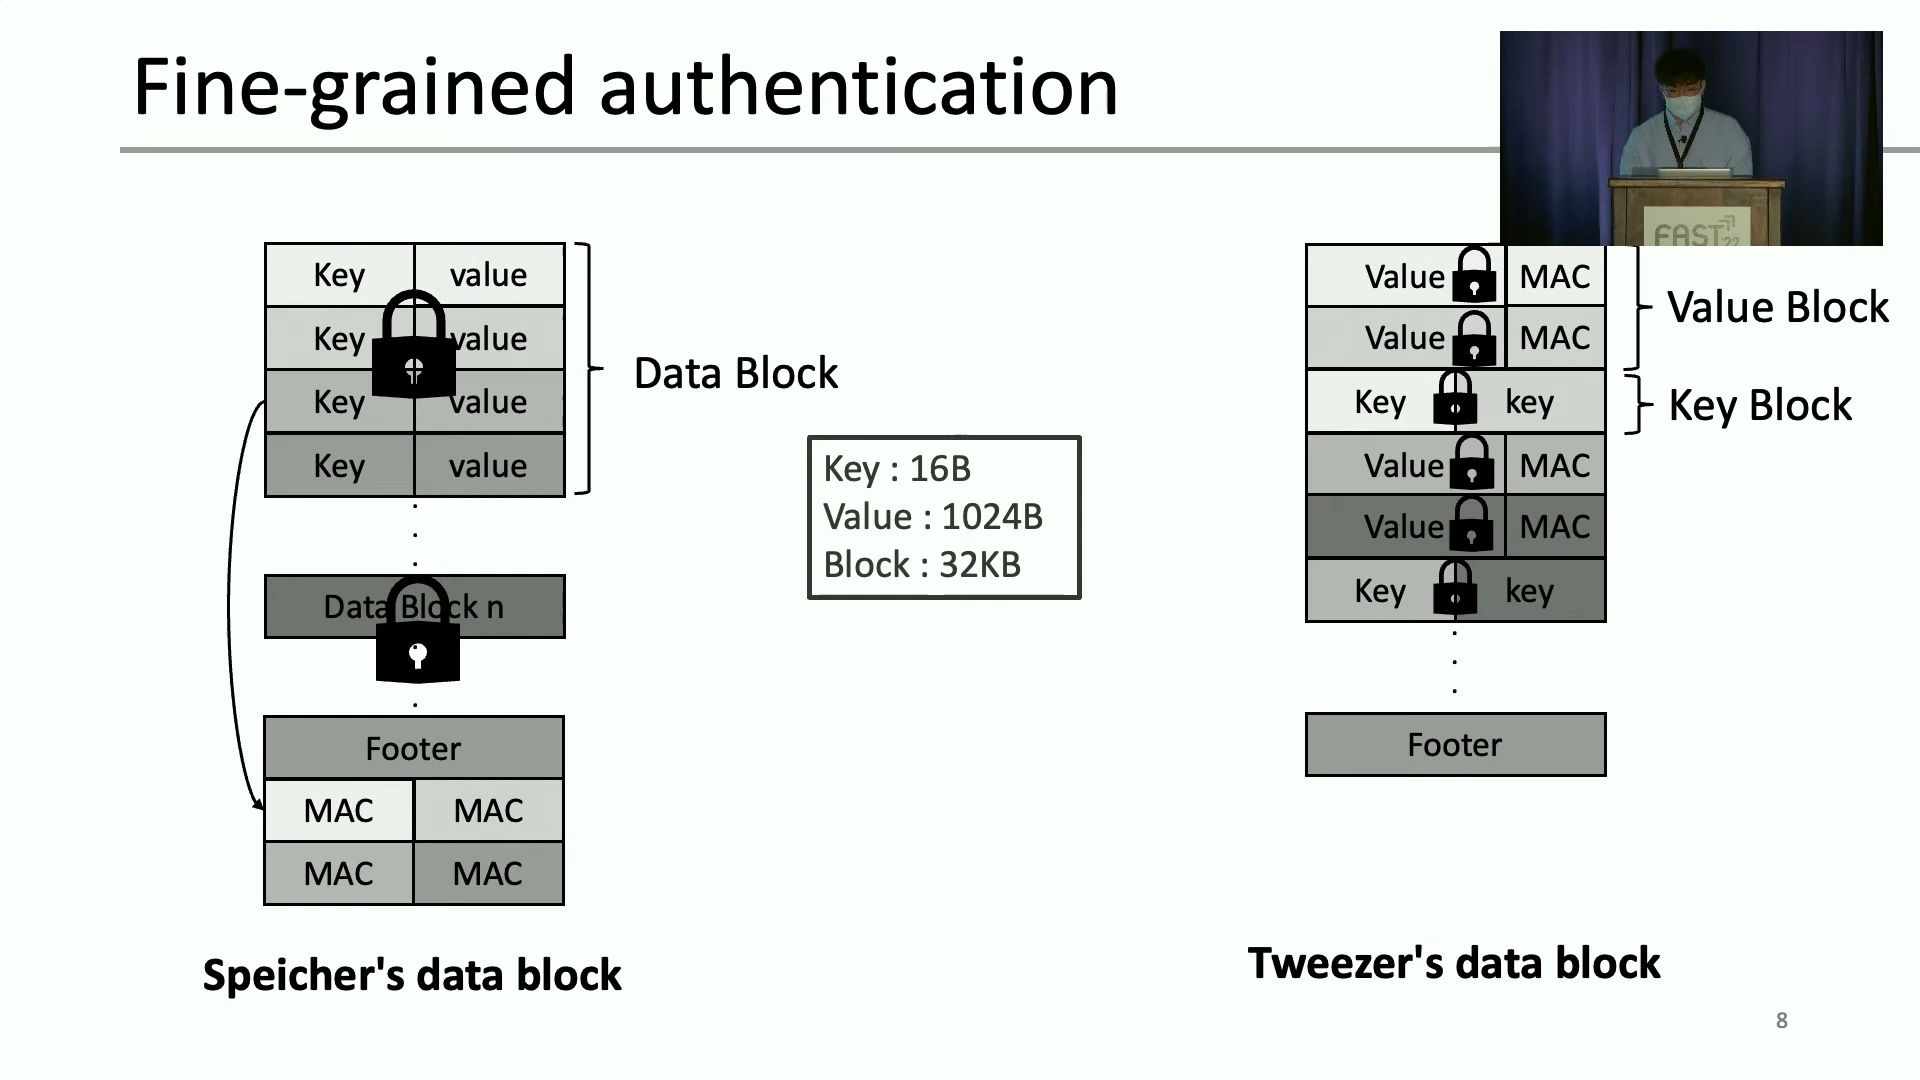 Fine-grained authentication
FAST'22
Key value
Key value
Key value
Key value
Data Block
Data Block n
Footer
MAC MAC
MAC MAC
Speicher's data block
Key : 16B
Value : 1024B
Block : 32KB
Value MAC
Value MAC
Value Block
Key key
Key Block
Value MAC
Value MAC
Key key
Footer
Tweezer's data block
8